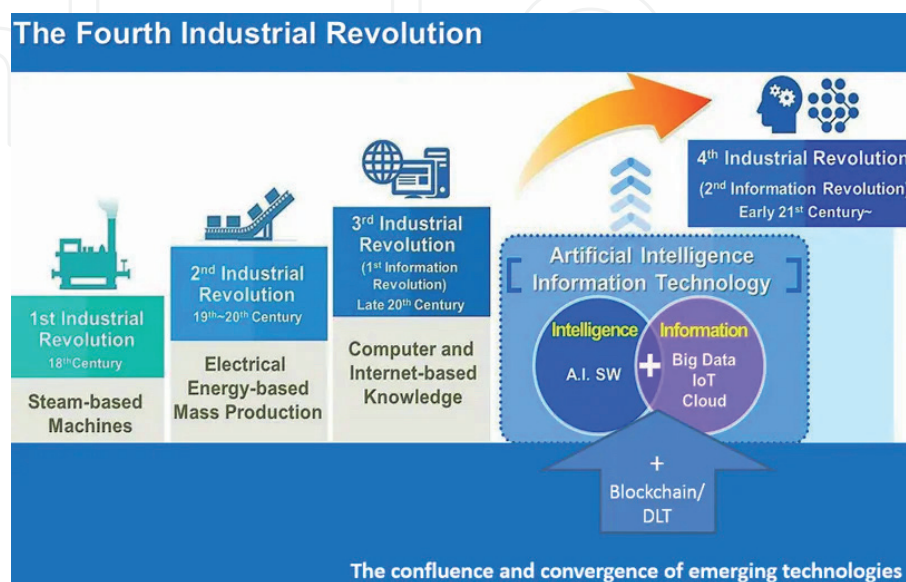 The Fourth Industrial Revolution
1st Industrial
Revolution
18thCentury
Steam-based
Machines
2nd Industrial
Revolution
19th~20th Century
Electrical
Energy-based
Mass Production
3rd Industrial
Revolution
(1st Information
Revolution)
Late 20th Century
Computer and
Internet-based
Knowledge
4th Industrial Revolution
(2nd Information Revolution)
Early 21st Century~
Artificial Intelligence
Information Technology
Intelligence
A.I. SW
+
Information
Big Data
IoT
Cloud
+
Blockchain/
DLT
The confluence and convergence of emerging technologies